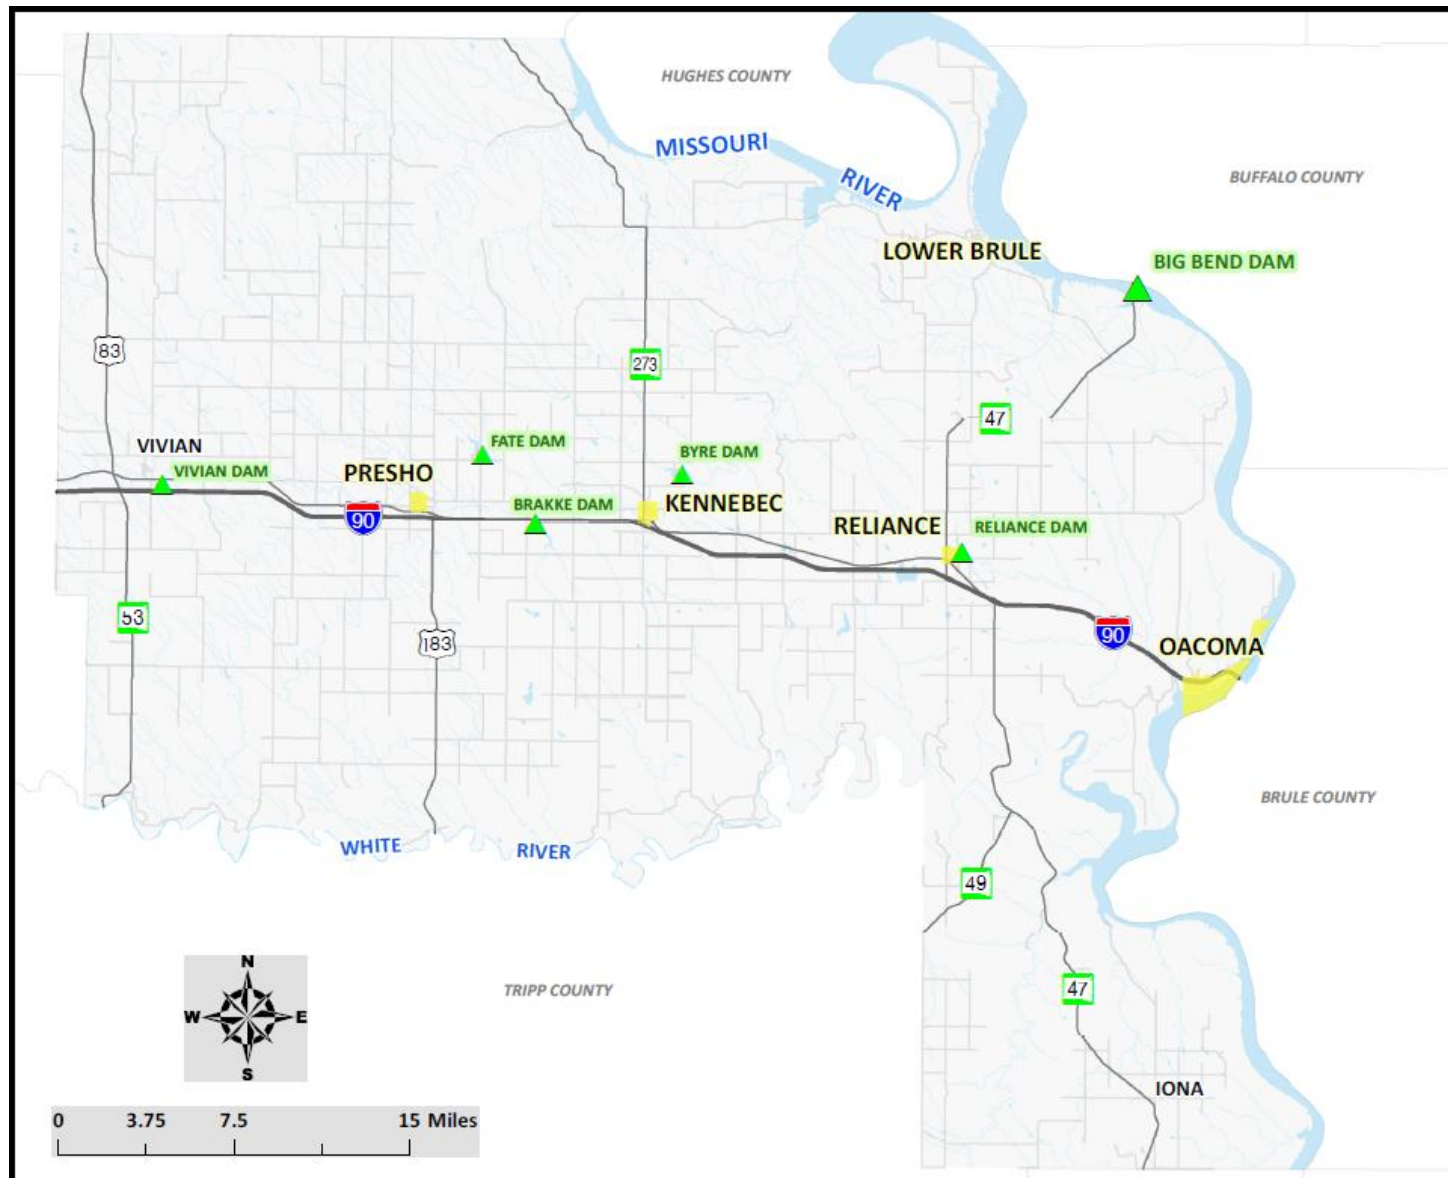 HUGHES COUNTY
MISSOURI
RIVER
BUFFALO COUNTY
LOWER BRULE
BIG BEND DAM
83
273
47
VIVIAN
VIVIAN DAM
FATE DAM
BYRE DAM
PRESHO
BRAKKE DAM
KENNEBEC
90
RELIANCE
RELIANCE DAM
53
183
90
OACOMA
BRULE COUNTY
WHITE
RIVER
49
TRIPP COUNTY
47
N
W
E
S
IONA
0 3.75 7.5 15 Miles